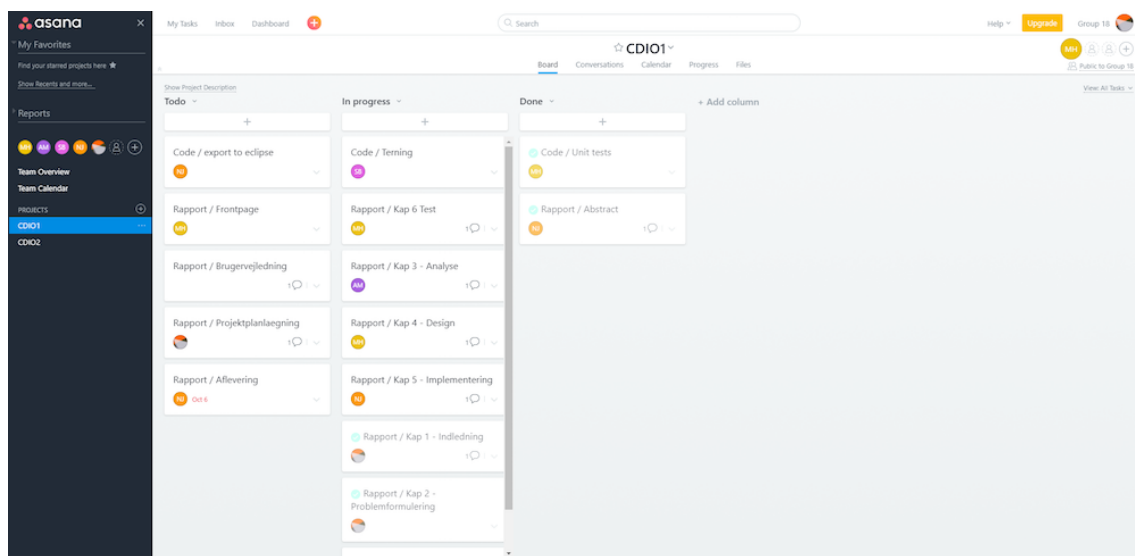 asana
My Tasks Inbox Dashboard
Search
Help Upgrade Group 18
My Favorites
Find your starred projects here
Show Recents and more...
Reports
MH AM SB NJ
Team Overview
Team Calendar
PROJECTS
CDIO1
CDIO2
CDIO1
Board Conversations Calendar Progress Files
MH
Public to Group 18
Show Project Description
View: All Tasks
Todo
Code / export to eclipse
NJ
Rapport / Frontpage
MH
Rapport / Brugervejledning
1
Rapport / Projektplanlaegning
1
Rapport / Aflevering
NJ Oct 6
In progress
Code / Terning
SB
Rapport / Kap 6 Test
MH 1
Rapport / Kap 3 - Analyse
AM 1
Rapport / Kap 4 - Design
MH 1
Rapport / Kap 5 - Implementering
NJ 1
Rapport / Kap 1 - Indledning
1
Rapport / Kap 2 -
Problemformulering
Done
Code / Unit tests
MH
Rapport / Abstract
NJ 1
+ Add column